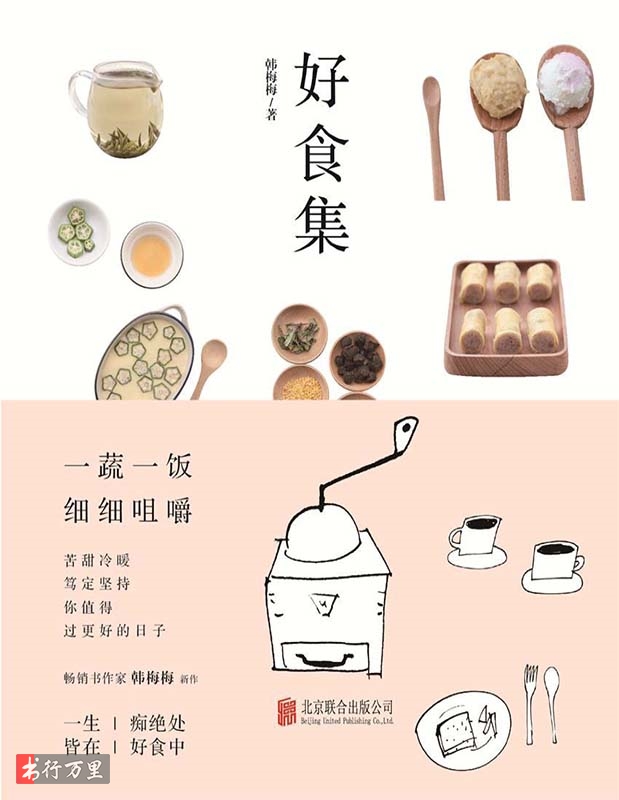 好食集
韩梅梅/著
一蔬一饭
细细咀嚼
苦甜冷暖
笃定坚持
你值得
过更好的日子
畅销书作家 韩梅梅 新作
北京联合出版公司
Beijing United Publishing Co.,Ltd.
一生 | 痴绝处
皆在 | 好食中
书行万里